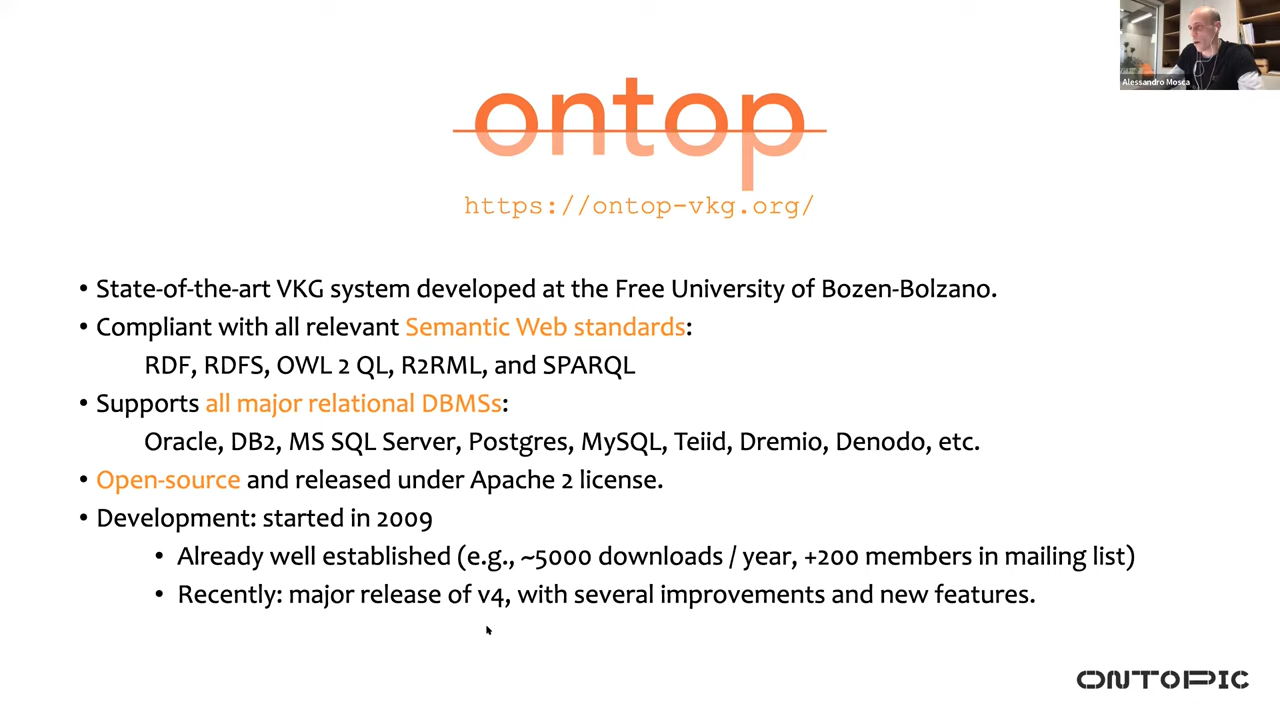 Alessandro Mosca
ontop
https://ontop-vkg.org/
• State-of-the-art VKG system developed at the Free University of Bozen-Bolzano.
• Compliant with all relevant Semantic Web standards:
RDF, RDFS, OWL 2 QL, R2RML, and SPARQL
• Supports all major relational DBMSs:
Oracle, DB2, MS SQL Server, Postgres, MySQL, Teiid, Dremio, Denodo, etc.
• Open-source and released under Apache 2 license.
• Development: started in 2009
• Already well established (e.g., ~5000 downloads / year, +200 members in mailing list)
• Recently: major release of v4, with several improvements and new features.
ONTOPIC